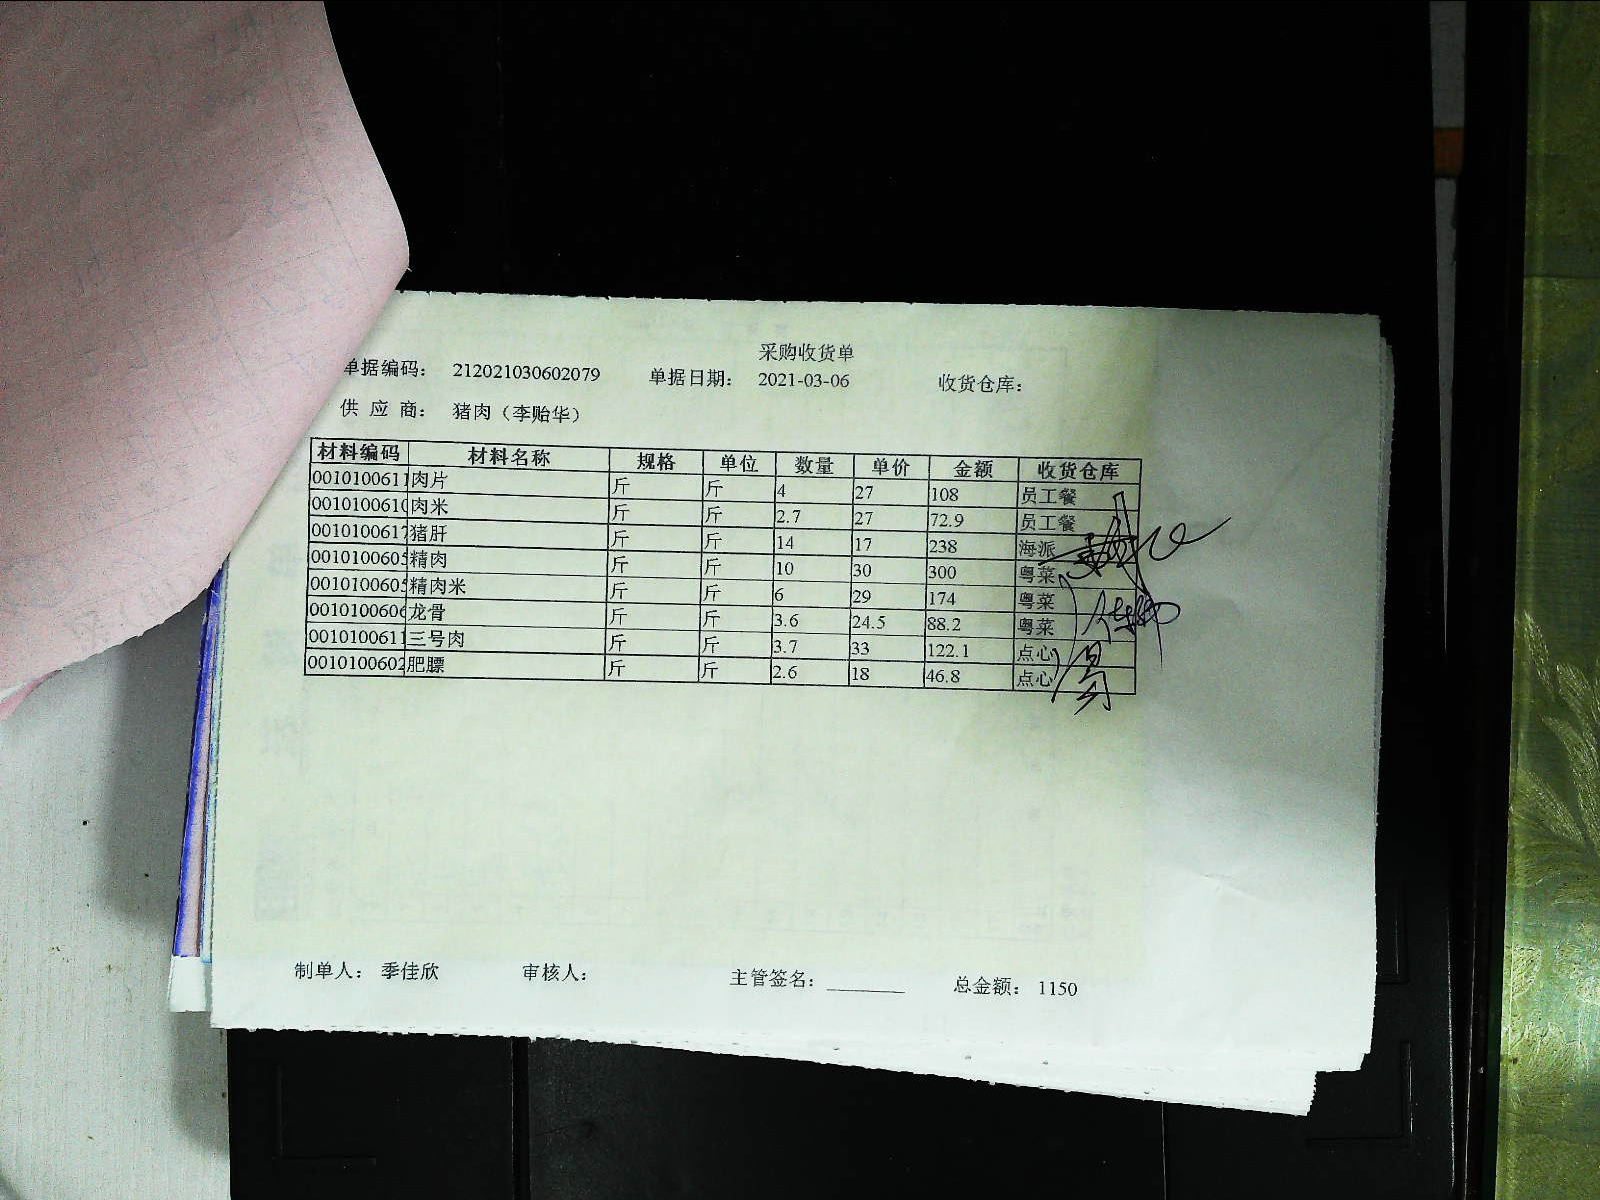 采购收货单
单据编码： 212021030602079 单据日期： 2021-03-06 收货仓库：
供 应 商： 猪肉（李贻华）
材料编码 材料名称 规格 单位 数量 单价 金额 收货仓库
0010100611 肉片 斤 斤 4 27 108 员工餐
001010061 肉米 斤 斤 2.7 27 72.9 员工餐
0010100617 猪肝 斤 斤 14 17 238 海派
001010060 精肉 斤 斤 10 30 300 粤菜
001010060 精肉米 斤 斤 6 29 174 粤菜
001010060 龙骨 斤 斤 3.6 24.5 88.2 粤菜
0010100611 三号肉 斤 斤 3.7 33 122.1 点心
0010100602 肥膘 斤 斤 2.6 18 46.8 点心
制单人： 季佳欣 审核人： 主管签名： 总金额： 1150